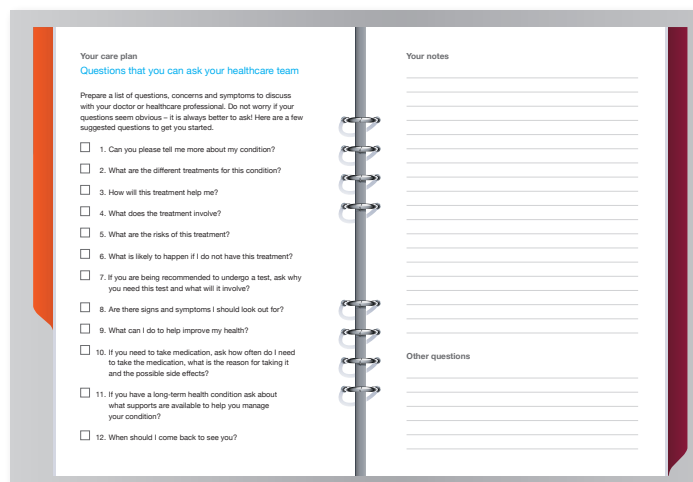 Your care plan
Questions that you can ask your healthcare team
Prepare a list of questions, concerns and symptoms to discuss
with your doctor or healthcare professional. Do not worry if your
questions seem obvious – it is always better to ask! Here are a few
suggested questions to get you started.
1. Can you please tell me more about my condition?
2. What are the different treatments for this condition?
3. How will this treatment help me?
4. What does the treatment involve?
5. What are the risks of this treatment?
6. What is likely to happen if I do not have this treatment?
7. If you are being recommended to undergo a test, ask why
you need this test and what will it involve?
8. Are there signs and symptoms I should look out for?
9. What can I do to help improve my health?
10. If you need to take medication, ask how often do I need
to take the medication, what is the reason for taking it
and the possible side effects?
11. If you have a long-term health condition ask about
what supports are available to help you manage
your condition?
12. When should I come back to see you?
Your notes
Other questions